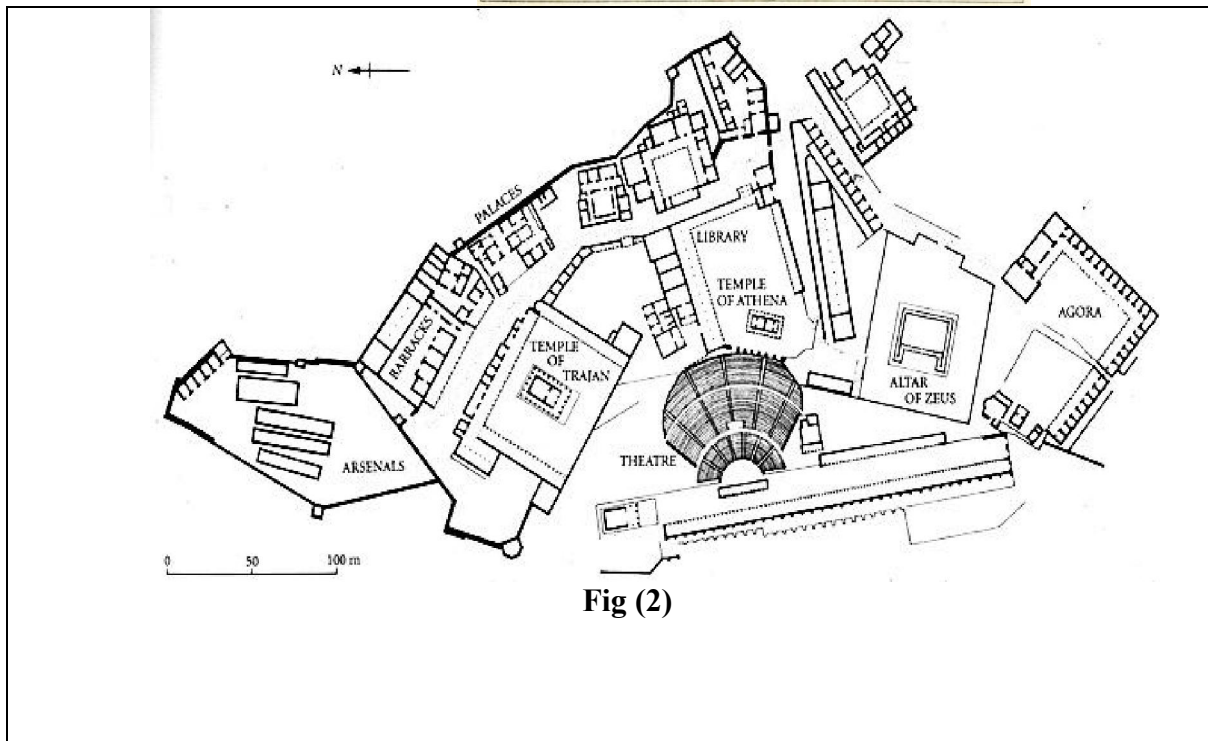 N
PALACES
LIBRARY
TEMPLE
OF ATHENA
AGORA
BARRACKS
TEMPLE
OF
TRAJAN
ALTAR
OF ZEUS
THEATRE
ARSENALS
0 50 100 m
Fig (2)